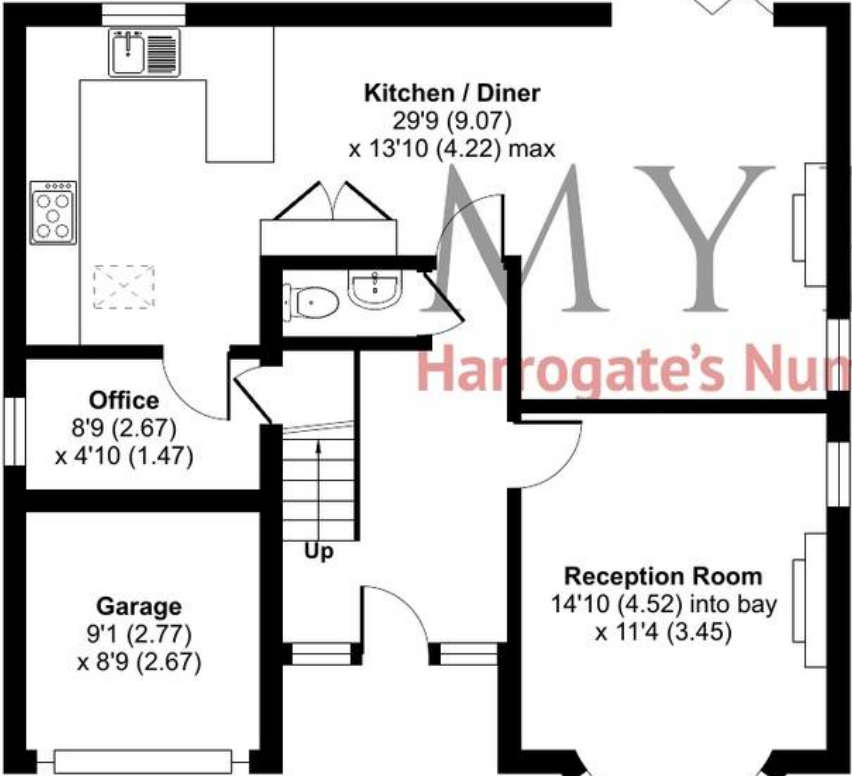 Kitchen / Diner
29'9 (9.07)
x 13'10 (4.22) max
MY
Harrogate's Num
Office
8'9 (2.67)
x 4'10 (1.47)
Up
Garage
9'1 (2.77)
x 8'9 (2.67)
Reception Room
14'10 (4.52) into bay
x 11'4 (3.45)